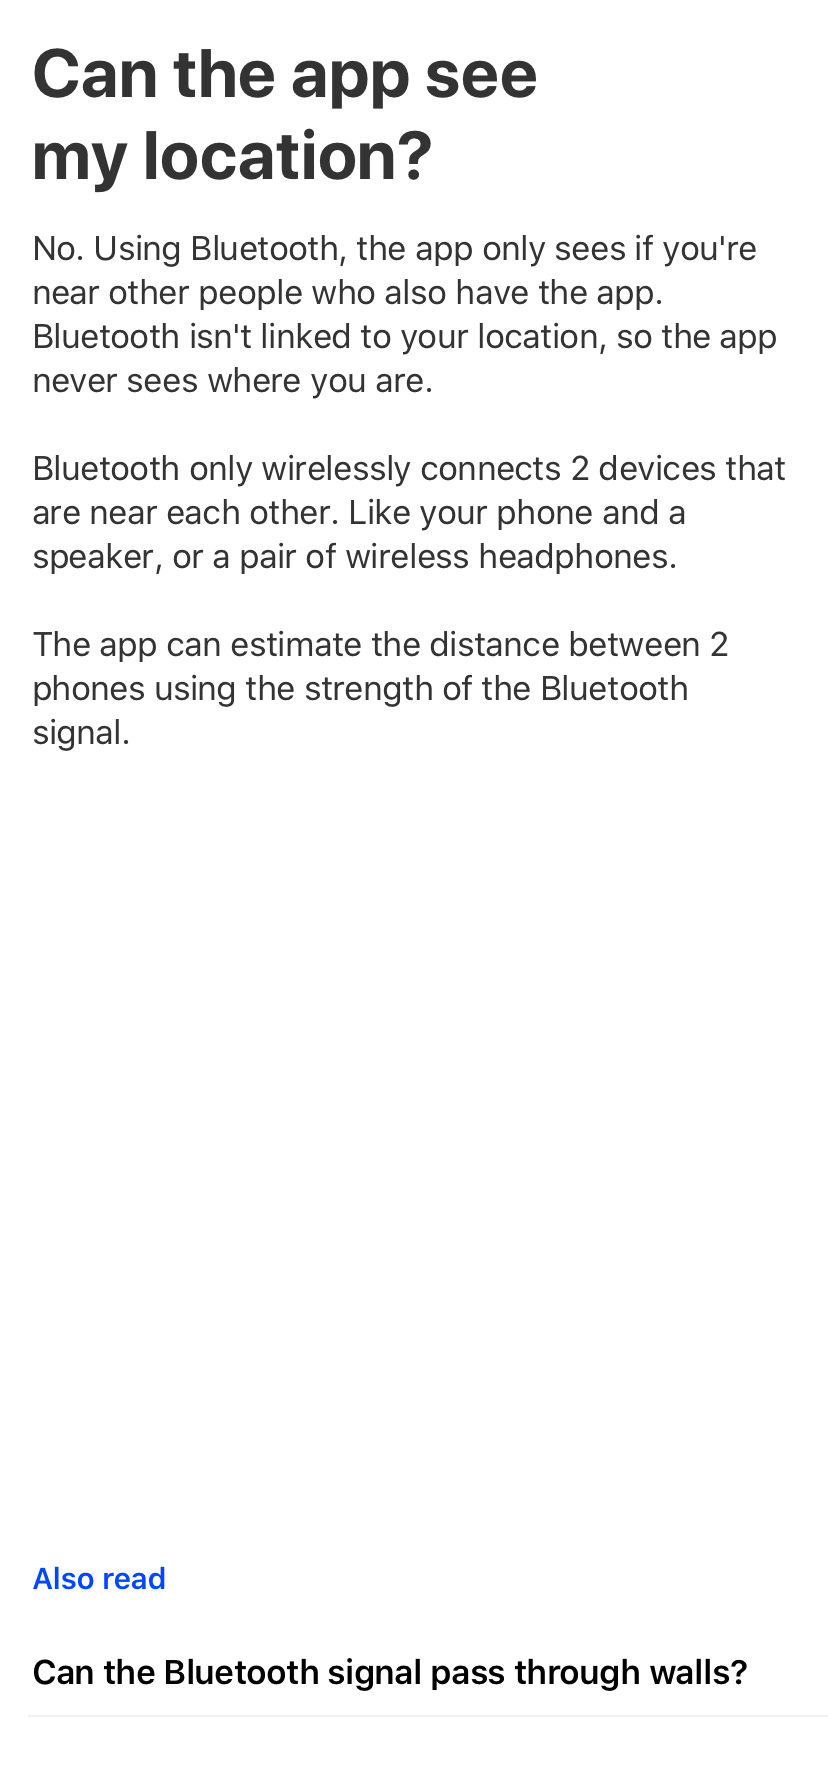 Can the app see
my location?
No. Using Bluetooth, the app only sees if you're
near other people who also have the app.
Bluetooth isn't linked to your location, so the app
never sees where you are.
Bluetooth only wirelessly connects 2 devices that
are near each other. Like your phone and a
speaker, or a pair of wireless headphones.
The app can estimate the distance between 2
phones using the strength of the Bluetooth
signal.
Also read
Can the Bluetooth signal pass through walls?